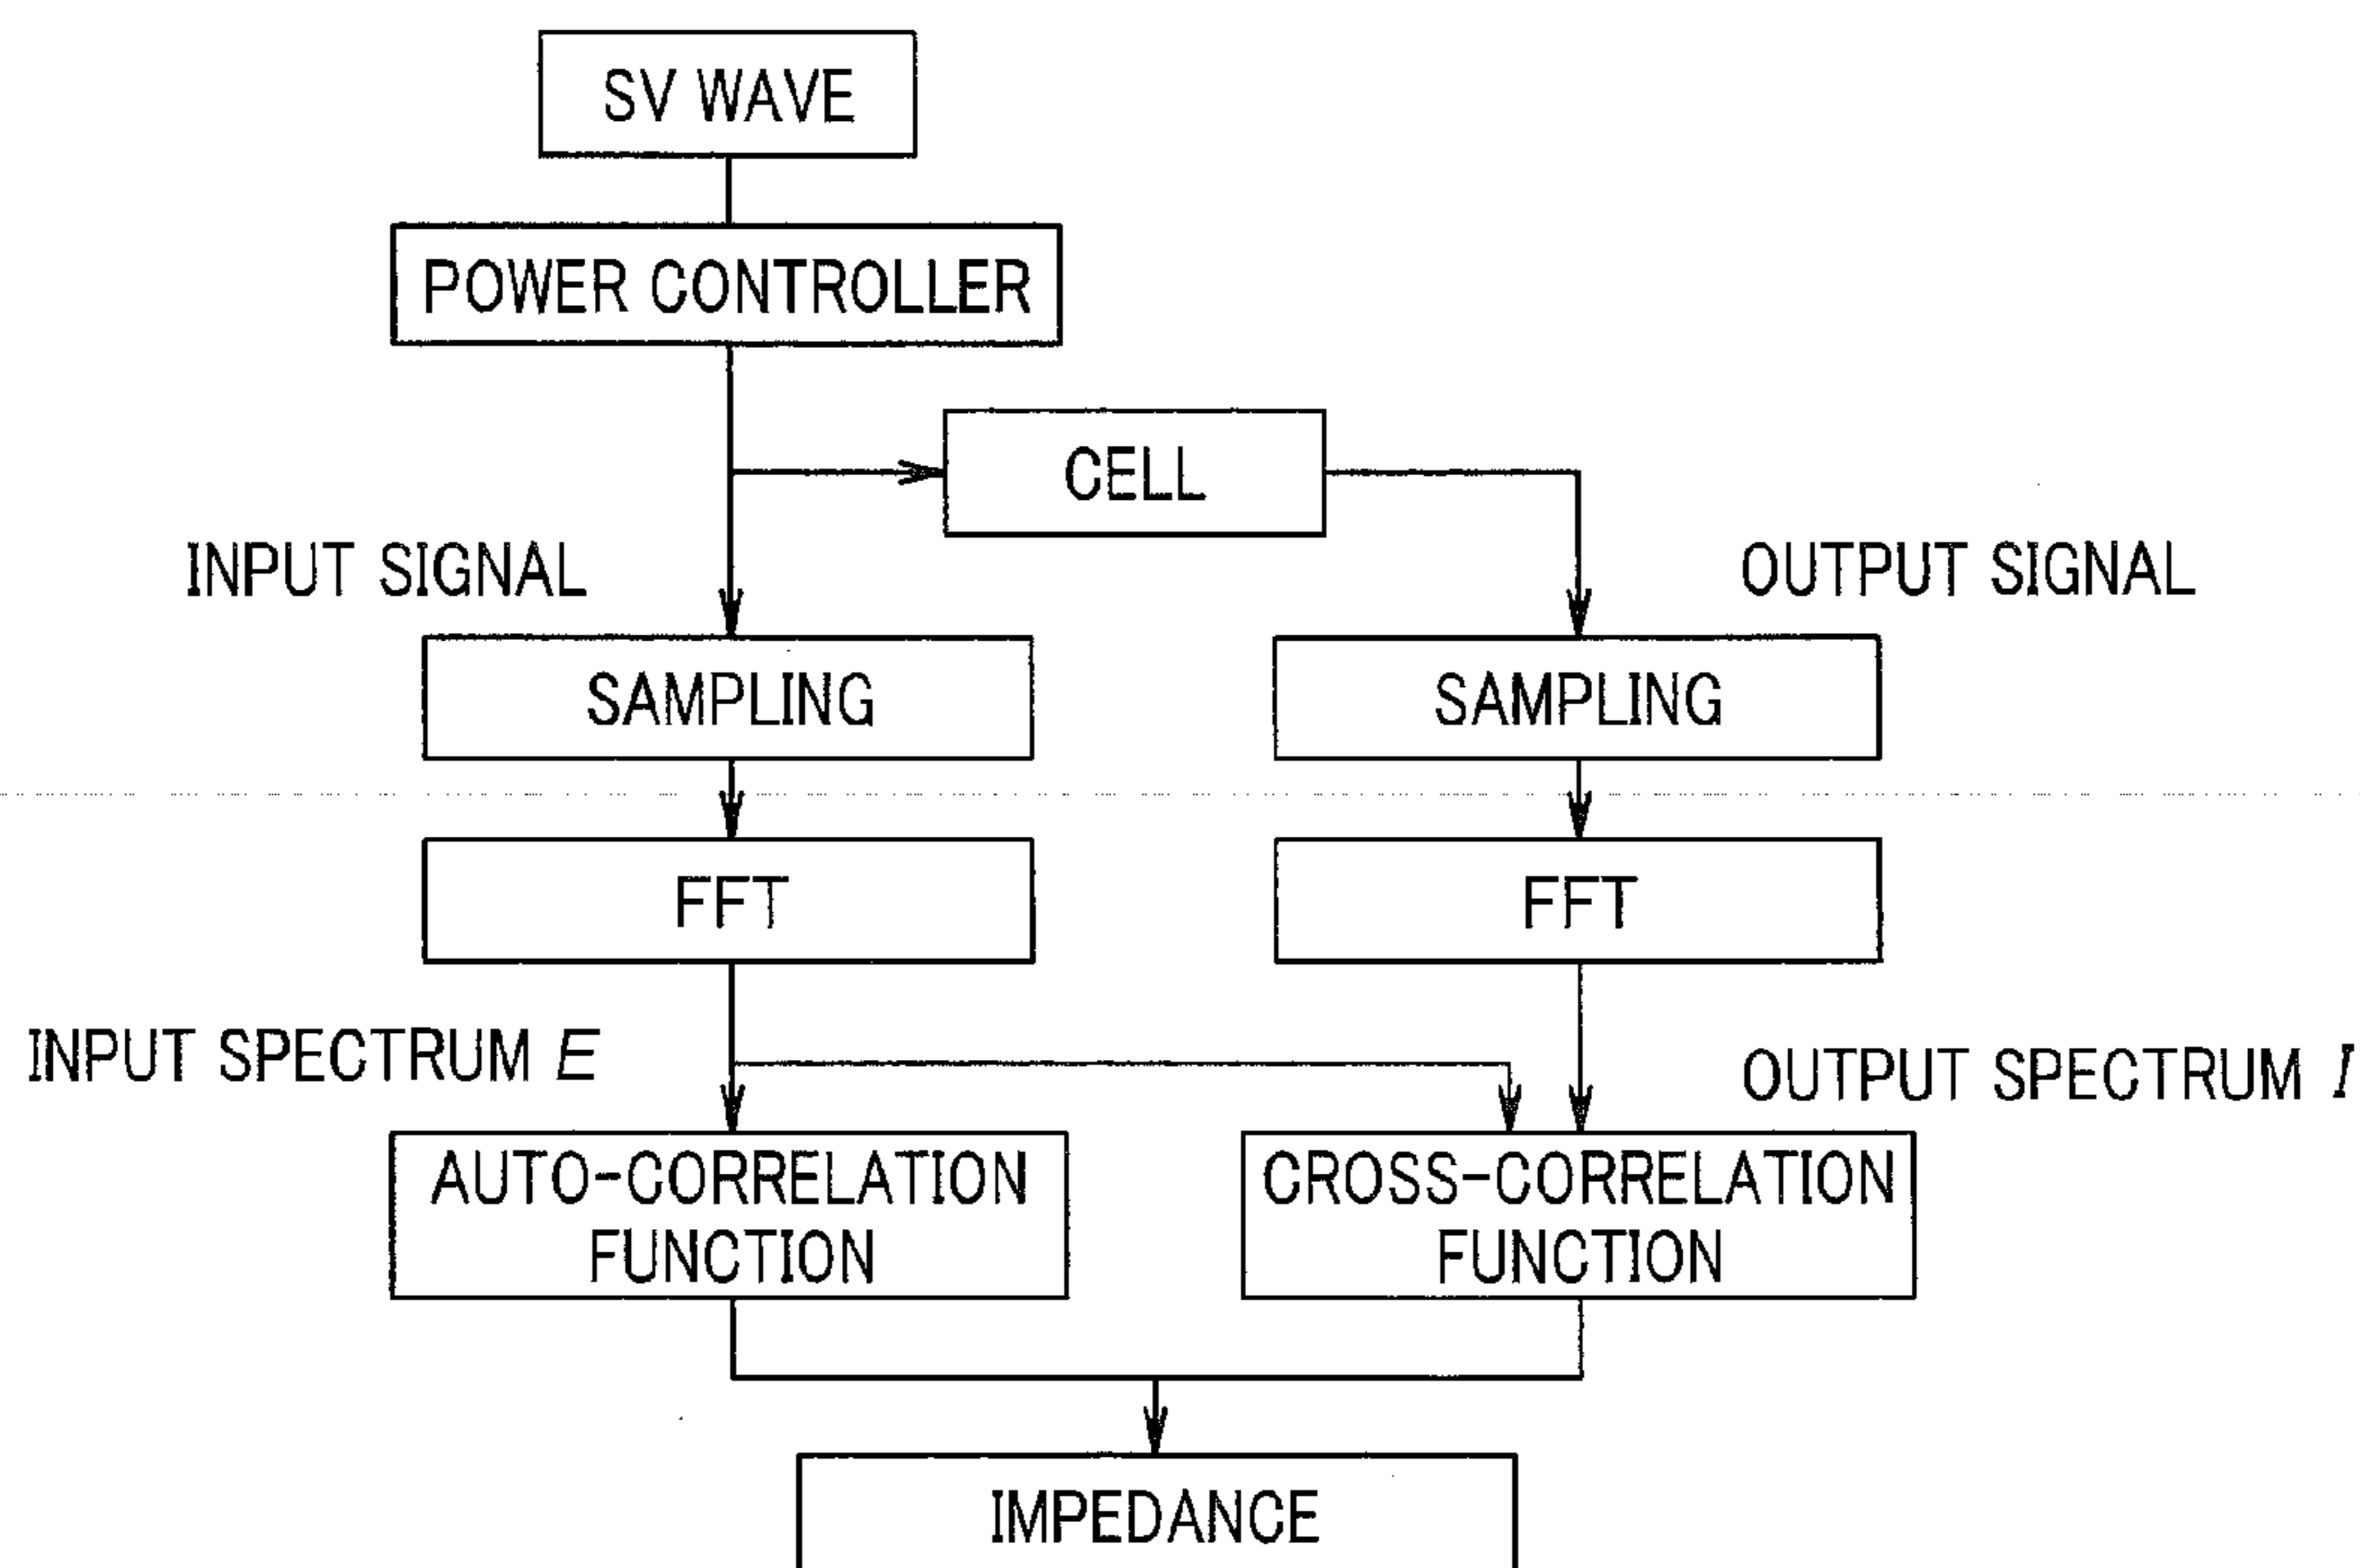 SV WAVE
POWER CONTROLLER
CELL
INPUT SIGNAL
OUTPUT SIGNAL
SAMPLING
SAMPLING
FFT
FFT
INPUT SPECTRUM E
OUTPUT SPECTRUM I
AUTO-CORRELATION
FUNCTION
CROSS-CORRELATION
FUNCTION
IMPEDANCE